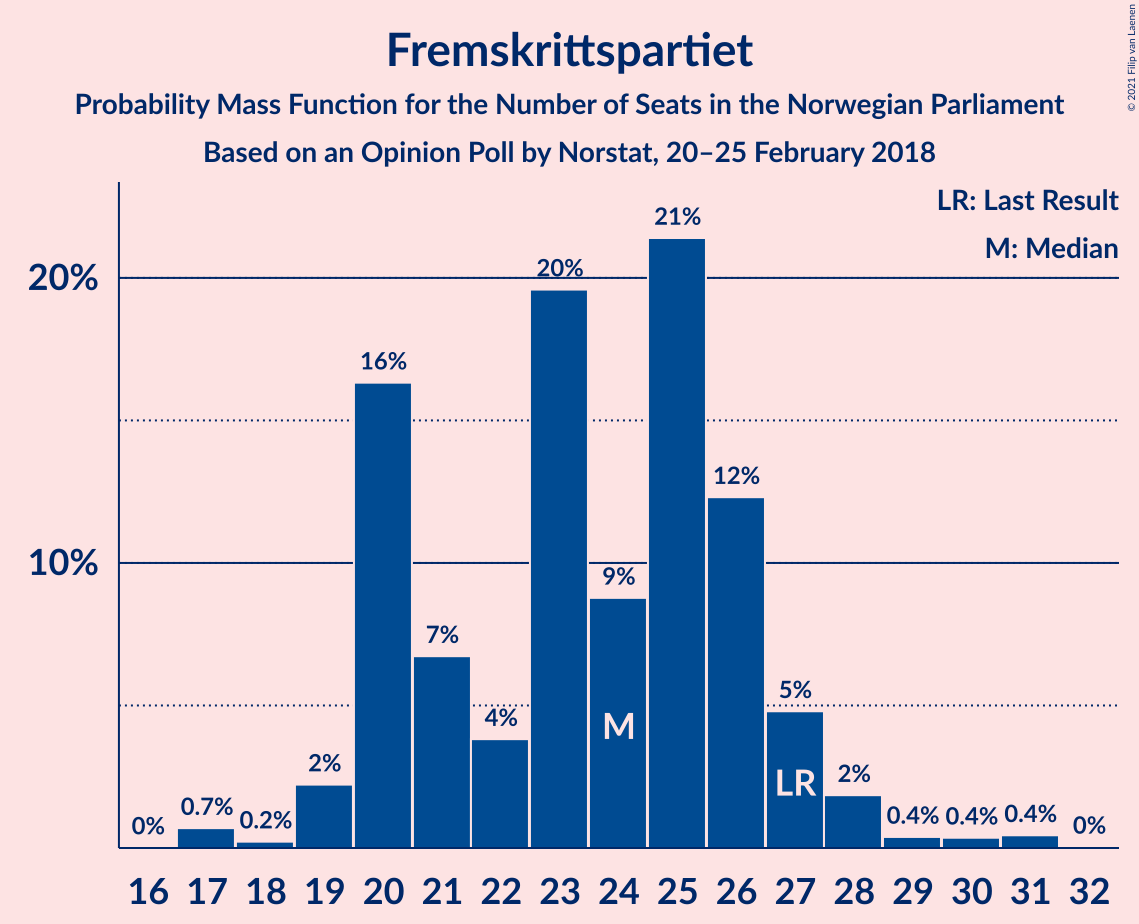 Fremskrittspartiet
Probability Mass Function for the Number of Seats in the Norwegian Parliament
Based on an Opinion Poll by Norstat, 20–25 February 2018
© 2021 Filip van Laenen
LR: Last Result
M: Median
20%
10%
0%
0.7%
0.2%
2%
16%
7%
4%
20%
9%
21%
12%
5%
2%
0.4%
0.4%
0.4%
0%
M
LR
16 17 18 19 20 21 22 23 24 25 26 27 28 29 30 31 32